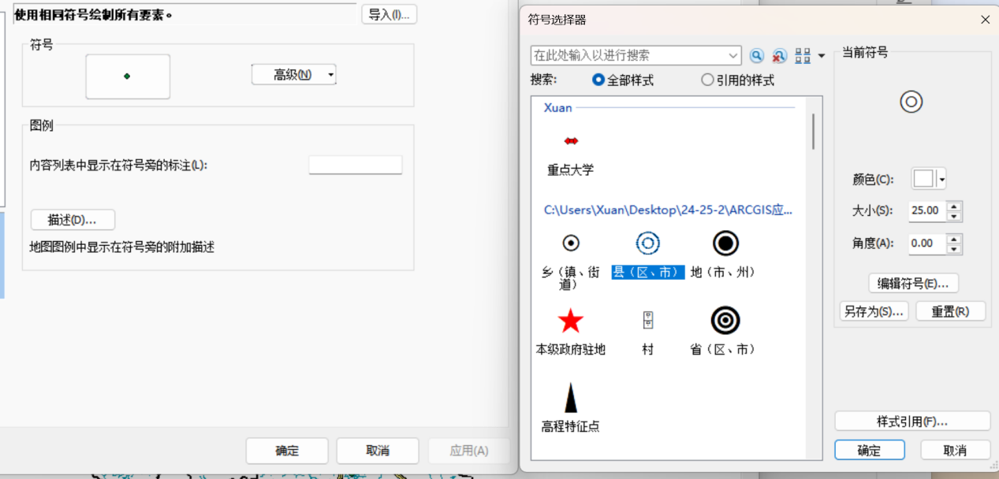 使用相同符号绘制所有要素。
导入(I)...
符号
高级(N)
图例
内容列表中显示在符号旁的标注(L):
描述(D)...
地图图例中显示在符号旁的附加描述
确定
取消
应用(A)
符号选择器
在此处输入以进行搜索
搜索:
全部样式
引用的样式
Xuan
重点大学
C:\Users\Xuan\Desktop\24-25-2\ARCGIS应...
乡（镇、街
道）
县（区、市）
地（市、州）
本级政府驻地
村
省（区、市）
高程特征点
当前符号
颜色(C):
大小(S):
25.00
角度(A):
0.00
编辑符号(E)...
另存为(S)...
重置(R)
样式引用(F)...
确定
取消